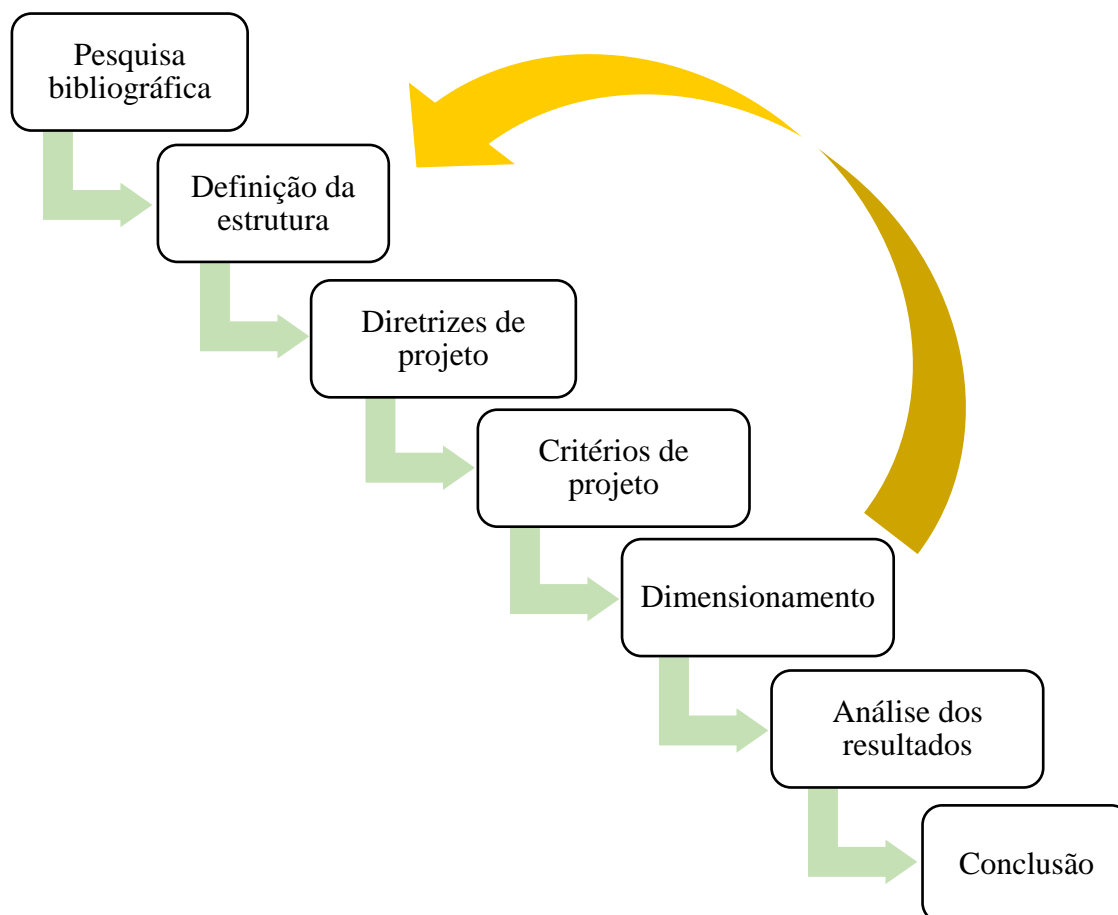 Pesquisa
bibliográfica
Definição da
estrutura
Diretrizes de
projeto
Critérios de
projeto
Dimensionamento
Análise dos
resultados
Conclusão